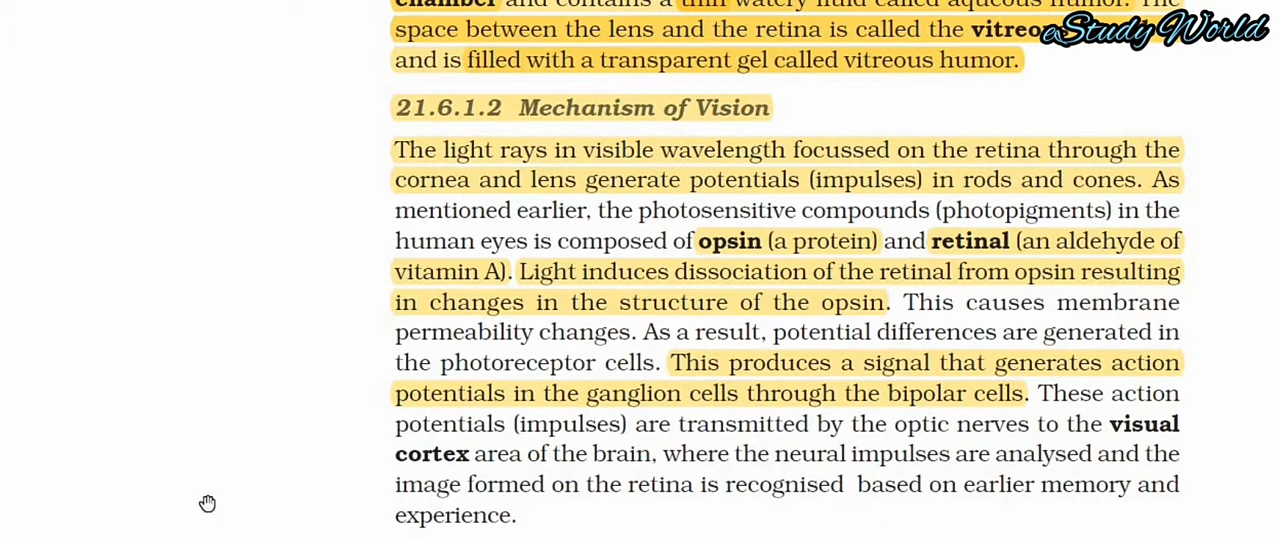 chamber and contains a thin watery fluid called aqueous humor. The
eStudy World
space between the lens and the retina is called the
and is filled with a transparent gel called vitreous humor.
21.6.1.2 Mechanism of Vision
The light rays in visible wavelength focussed on the retina through the
cornea and lens generate potentials (impulses) in rods and cones. As
mentioned earlier, the photosensitive compounds (photopigments) in the
human eyes is composed of opsin (a protein) and retinal (an aldehyde of
vitamin A). Light induces dissociation of the retinal from opsin resulting
in changes in the structure of the opsin. This causes membrane
permeability changes. As a result, potential differences are generated in
the photoreceptor cells. This produces a signal that generates action
potentials in the ganglion cells through the bipolar cells. These action
potentials (impulses) are transmitted by the optic nerves to the visual
cortex area of the brain, where the neural impulses are analysed and the
image formed on the retina is recognised based on earlier memory and
experience.